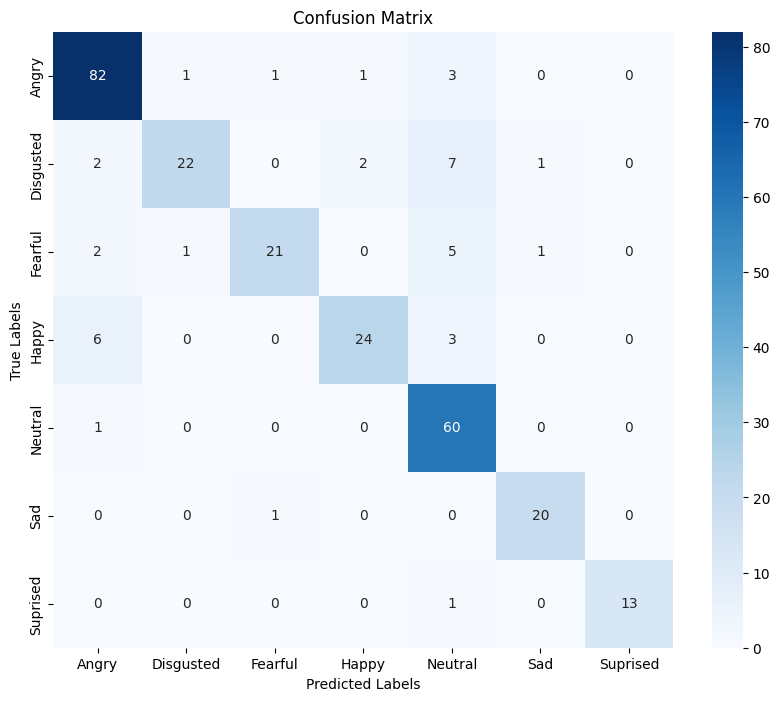 Confusion Matrix
True Labels
Angry 82 1 1 1 3 0 0
Disgusted 2 22 0 2 7 1 0
Fearful 2 1 21 0 5 1 0
Happy 6 0 0 24 3 0 0
Neutral 1 0 0 0 60 0 0
Sad 0 0 1 0 0 20 0
Suprised 0 0 0 0 1 0 13
Angry Disgusted Fearful Happy Neutral Sad Suprised
Predicted Labels
80
70
60
50
40
30
20
10
0